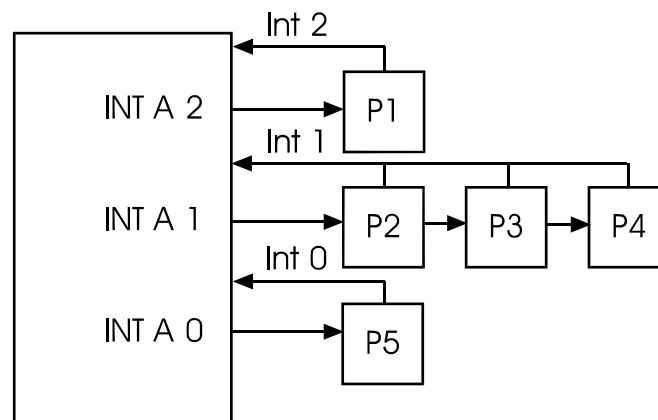 Int 2
INT A 2
P1
Int 1
INT A 1
P2
P3
P4
Int 0
INT A 0
P5